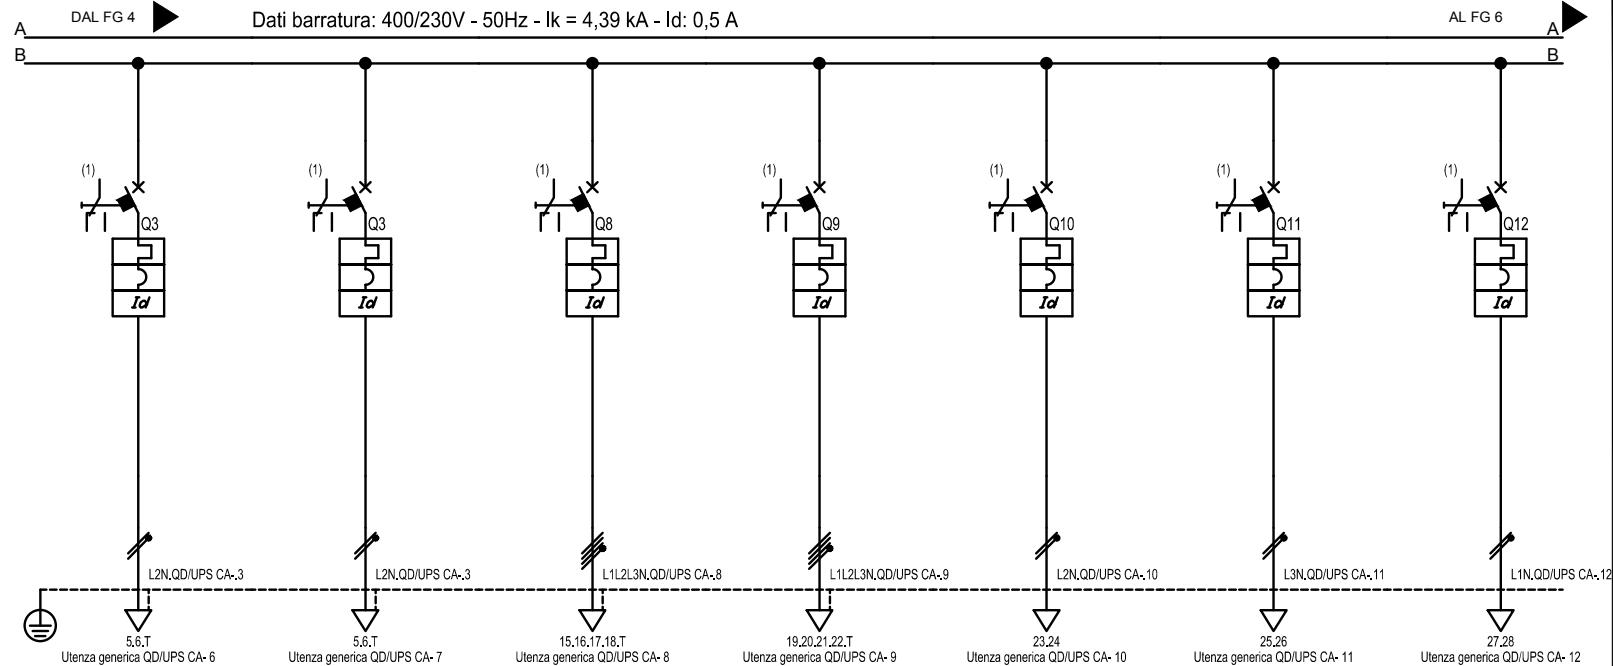 DAL FG 4
Dati barratura: 400/230V - 50Hz - Ik = 4,39 kA - Id: 0,5 A
AL FG 6
A A
B B
(1) (1) (1) (1) (1) (1) (1)
Q3 Q3 Q8 Q9 Q10 Q11 Q12
Id Id Id Id Id Id Id
L2N.QD/UPS CA-.3 L2N.QD/UPS CA-.3 L1L2L3N.QD/UPS CA-.8 L1L2L3N.QD/UPS CA-.9 L2N.QD/UPS CA-.10 L3N.QD/UPS CA-.11 L1N.QD/UPS CA-.12
5.6.T 5.6.T 15.16.17.18.T 19.20.21.22.T 23.24 25.26 27.28
Utenza generica QD/UPS CA- 6 Utenza generica QD/UPS CA- 7 Utenza generica QD/UPS CA- 8 Utenza generica QD/UPS CA- 9 Utenza generica QD/UPS CA- 10 Utenza generica QD/UPS CA- 11 Utenza generica QD/UPS CA- 12